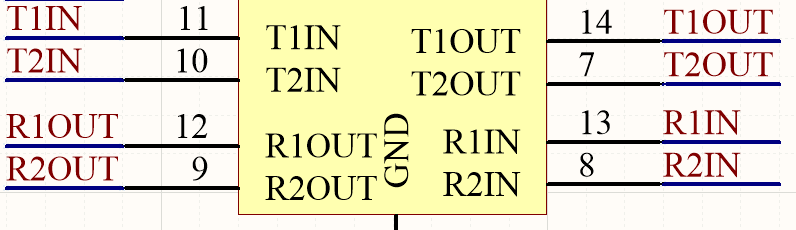 T1IN 11 T1IN T1OUT 14 T1OUT
T2IN 10 T2IN T2OUT 7 T2OUT
R1OUT 12 R1OUT R1IN 13 R1IN
R2OUT 9 R2OUT R2IN 8 R2IN
GND